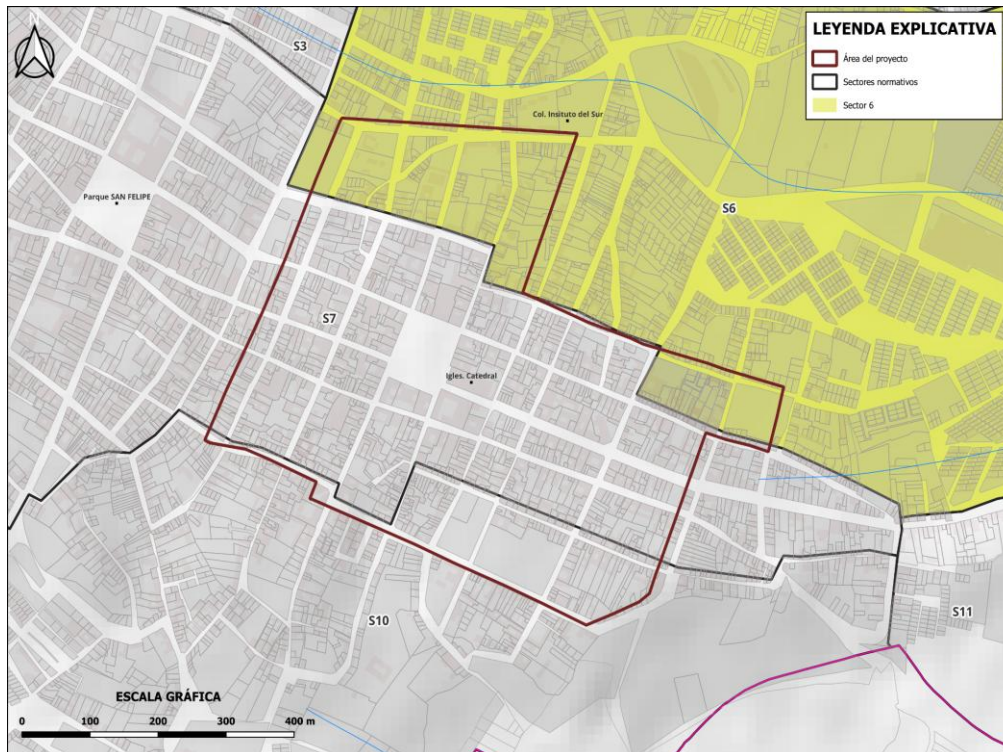 LEYENDA EXPLICATIVA
Área del proyecto
Sectores normativos
Sector 6
S3
Col. Insituto del Sur
Parque SAN FELIPE
S6
S7
Igles. Catedral
S10
S11
ESCALA GRÁFICA
0 100 200 300 400 m